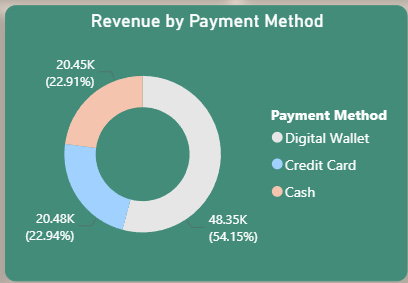 Revenue by Payment Method
20.45K
(22.91%)
Payment Method
Digital Wallet
Credit Card
Cash
20.48K
(22.94%)
48.35K
(54.15%)